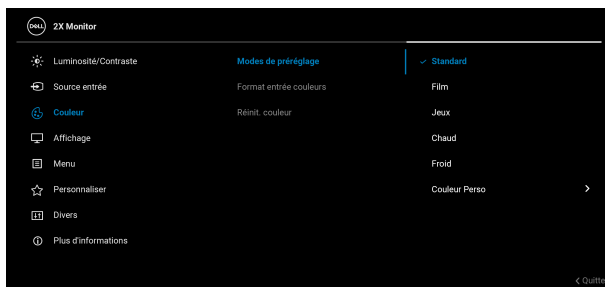 DELL 2X Monitor
Luminosité/Contraste
Modes de préréglage
Standard
Source entrée
Format entrée couleurs
Film
Couleur
Réinit. couleur
Jeux
Affichage
Chaud
Menu
Froid
Personnaliser
Couleur Perso
Divers
Plus d'informations
Quitte